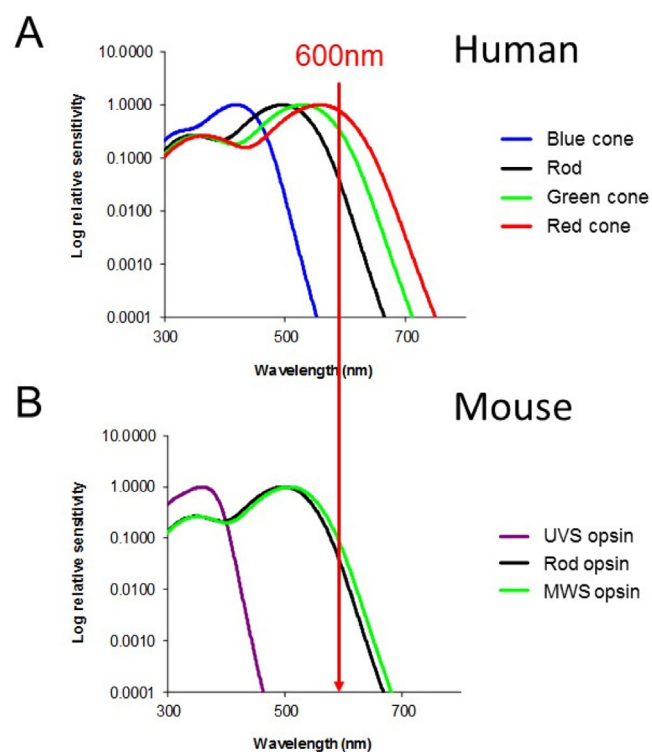 A
600nm
Human
Log relative sensitivity
10.0000
1.0000
0.1000
0.0100
0.0010
0.0001
300
500
700
Wavelength (nm)
Blue cone
Rod
Green cone
Red cone
B
Mouse
Log relative sensitivity
10.0000
1.0000
0.1000
0.0100
0.0010
0.0001
300
500
700
Wavelength (nm)
UVS opsin
Rod opsin
MWS opsin